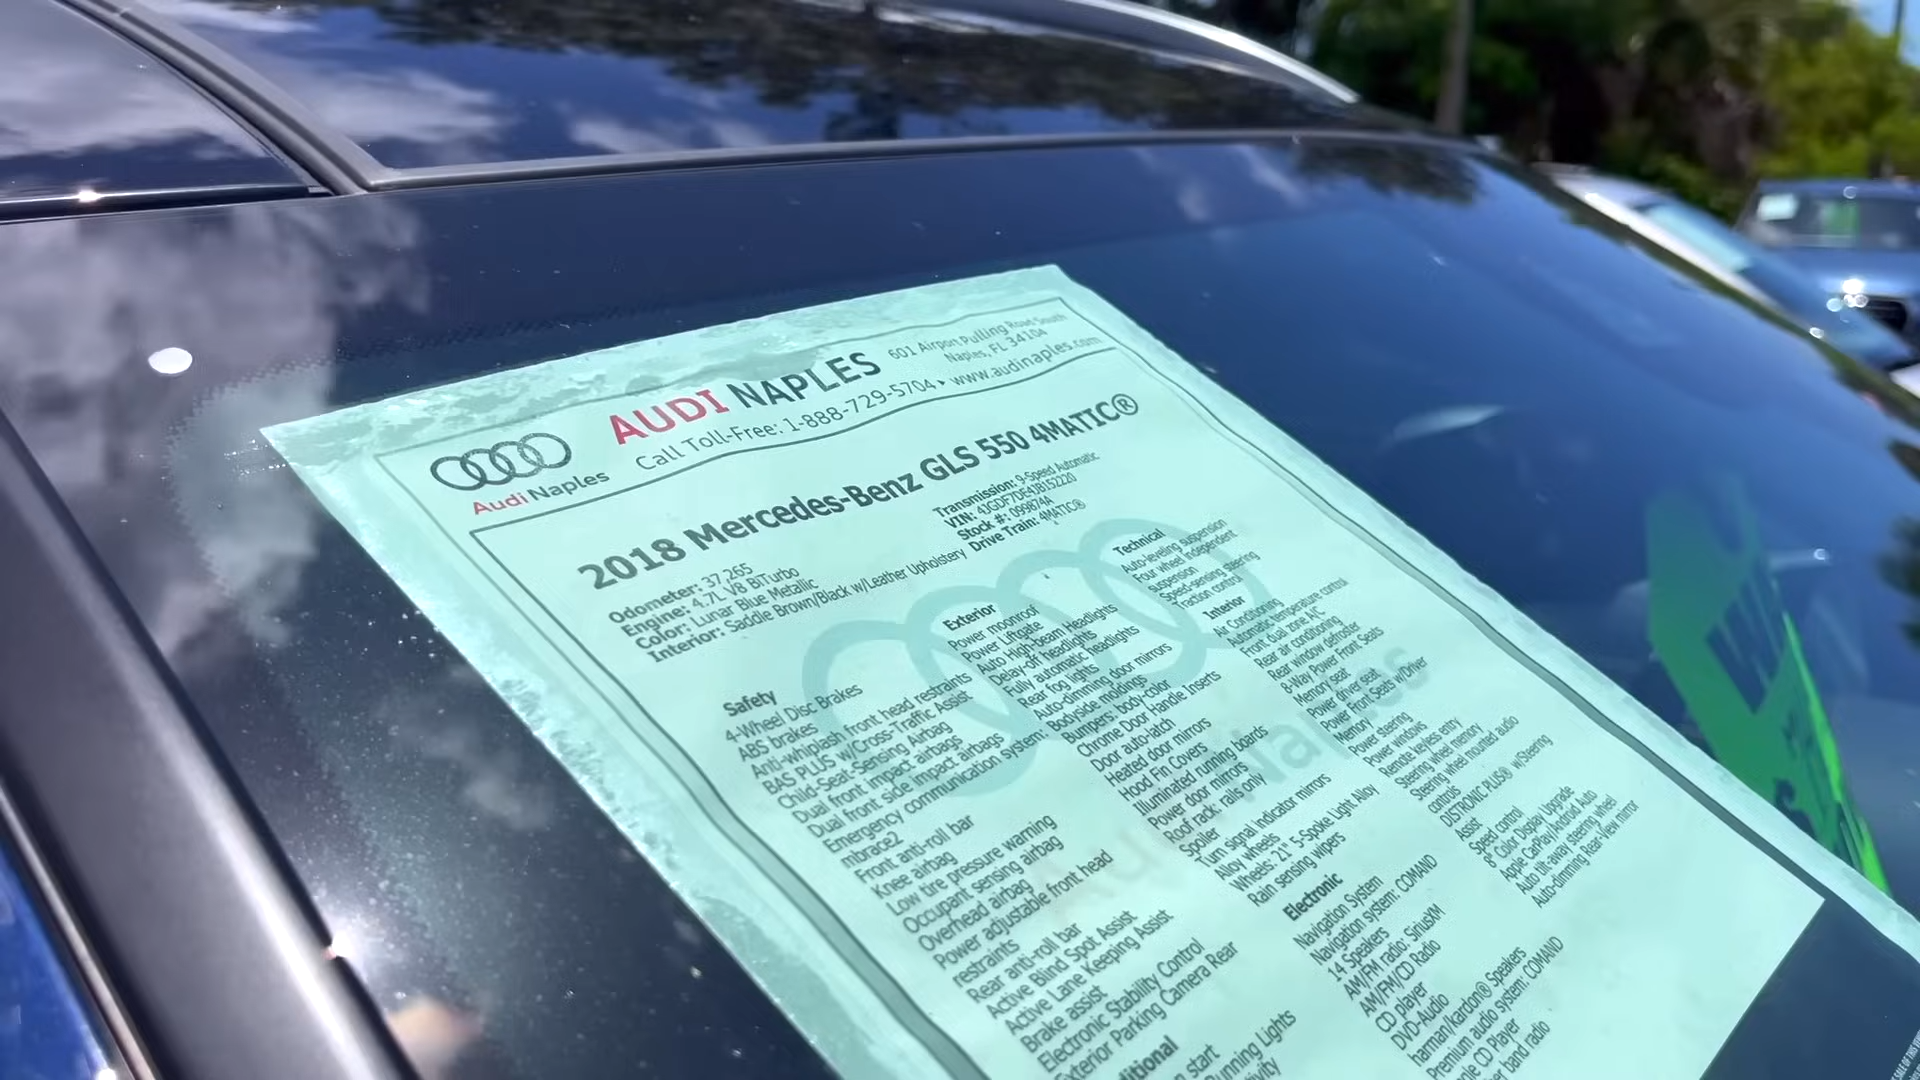 AUDI NAPLES
601 Airport Pulling Road South
Naples, FL 34104
Call Toll-Free: 1-888-729-5704 • www.audinaples.com
Audi Naples
2018 Mercedes-Benz GLS 550 4MATIC®
Odometer: 37,265
Engine: 4.7L V8 BiTurbo
Color: Lunar Blue Metallic
Interior: Saddle Brown/Black w/Leather Upholstery
Transmission: 9-Speed Automatic
VIN: 4JGDF7DE4JB152220
Stock #: 099874A
Drive Train: 4MATIC®
Safety
4-Wheel Disc Brakes
ABS brakes
Anti-whiplash front head restraints
BAS PLUS w/Cross-Traffic Assist
Child-Seat-Sensing Airbag
Dual front impact airbags
Dual front side impact airbags
Emergency communication system:
mbrace2
Front anti-roll bar
Knee airbag
Low tire pressure warning
Occupant sensing airbag
Overhead airbag
Power adjustable front head
restraints
Rear anti-roll bar
Active Blind Spot Assist
Active Lane Keeping Assist
Brake assist
Electronic Stability Control
Exterior Parking Camera Rear
Exterior
Power moonroof
Power Liftgate
Auto High-beam Headlights
Delay-off headlights
Fully automatic headlights
Rear fog lights
Auto-dimming door mirrors
Bodyside moldings
Bumpers: body-color
Chrome Door Handle Inserts
Door auto-latch
Heated door mirrors
Hood Fin Covers
Illuminated running boards
Power door mirrors
Roof rack: rails only
Spoiler
Turn signal indicator mirrors
Alloy wheels
Wheels: 21" 5-Spoke Light Alloy
Rain sensing wipers
Electronic
Navigation System
Navigation system: COMAND
14 Speakers
AM/FM radio: SiriusXM
AM/FM/CD Radio
CD player
DVD-Audio
harman/kardon® Speakers
Premium audio system: COMAND
CD Player
band radio
Technical
Auto-leveling suspension
Four wheel independent
suspension
Speed-sensing steering
Traction control
Interior
Air Conditioning
Automatic temperature control
Front dual zone A/C
Rear air conditioning
Rear window defroster
8-Way Power Front Seats
Memory seat
Power driver seat
Power Front Seats w/Driver
Memory
Power steering
Power windows
Remote keyless entry
Steering wheel memory
Steering wheel mounted audio
controls
DISTRONIC PLUS® w/Steering
Assist
Speed control
8" Color Display Upgrade
Apple CarPlay/Android Auto
Auto tilt-away steering wheel
Auto-dimming Rear-View mirror
start
Running Lights